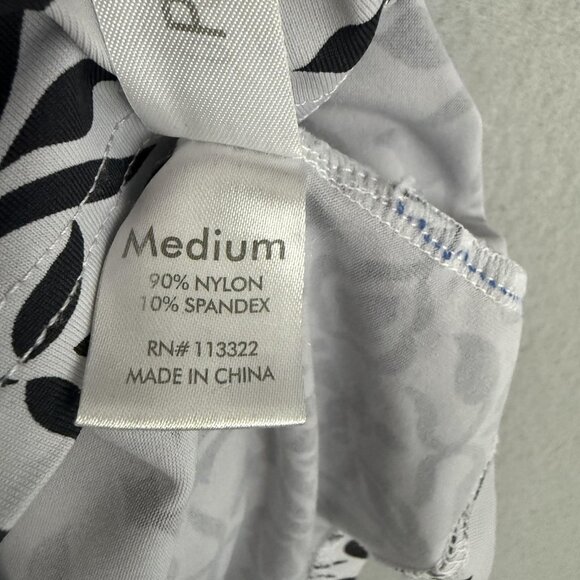 Medium
90% NYLON
10% SPANDEX
RN# 113322
MADE IN CHINA